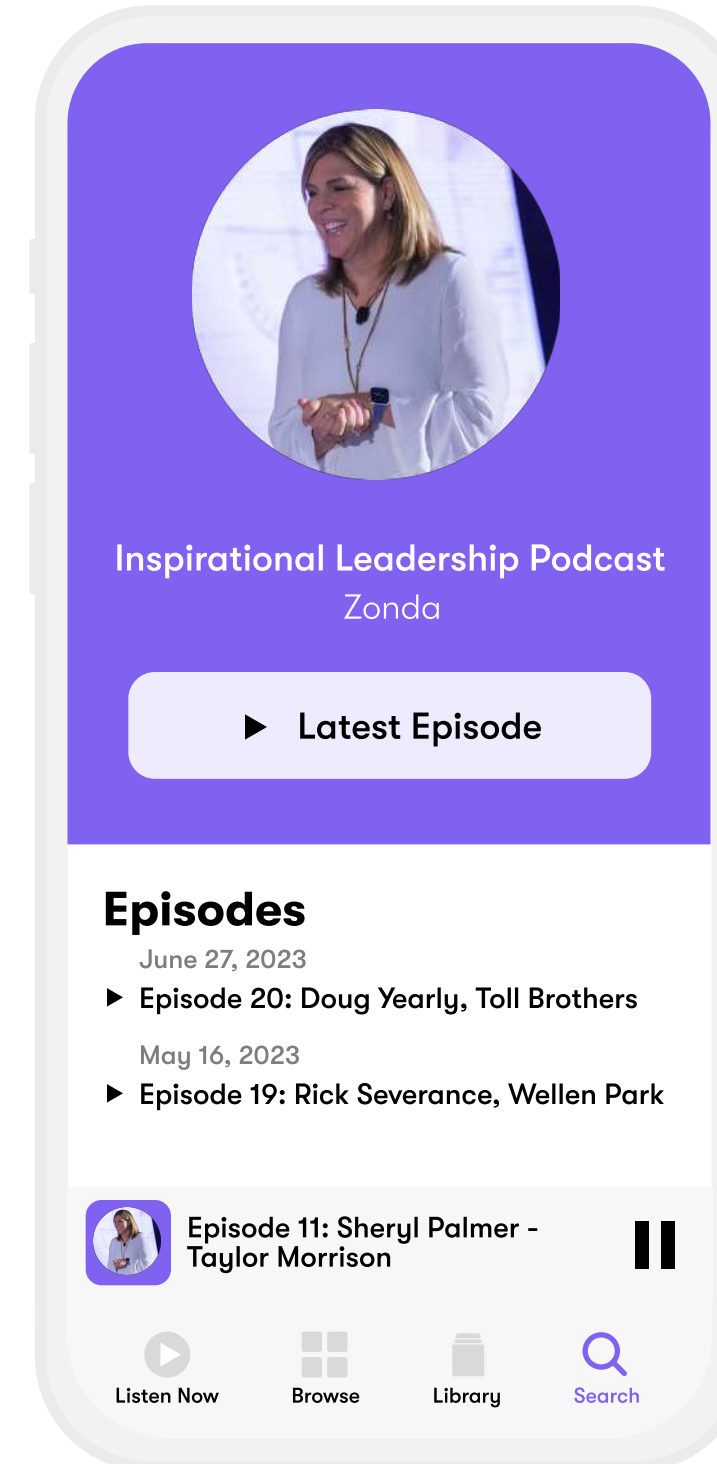 Inspirational Leadership Podcast
Zonda
Latest Episode
Episodes
June 27, 2023
Episode 20: Doug Yearly, Toll Brothers
May 16, 2023
Episode 19: Rick Severance, Wellen Park
Episode 11: Sheryl Palmer -
Taylor Morrison
Listen Now
Browse
Library
Search